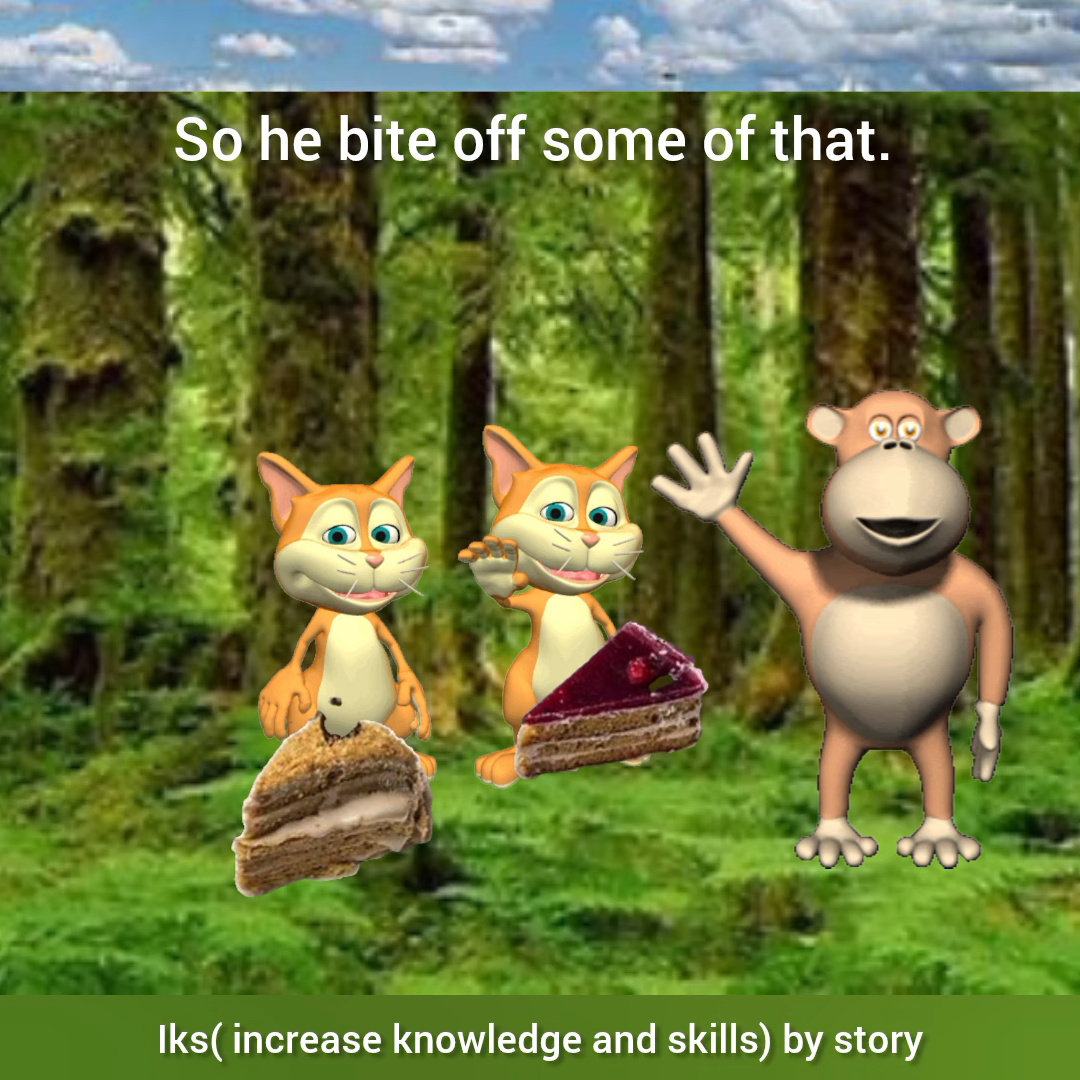 So he bite off some of that.
Iks( increase knowledge and skills) by story